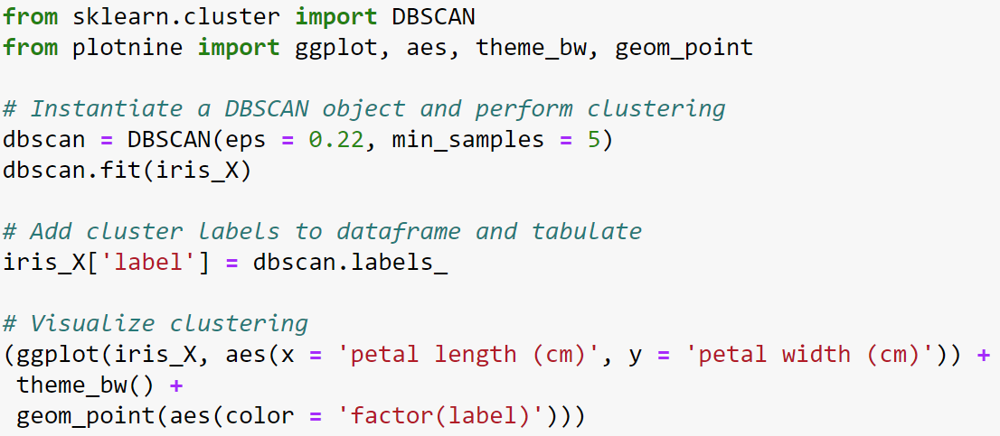 from sklearn.cluster import DBSCAN
from plotnine import ggplot, aes, theme_bw, geom_point
# Instantiate a DBSCAN object and perform clustering
dbscan = DBSCAN(eps = 0.22, min_samples = 5)
dbscan.fit(iris_X)
# Add cluster labels to dataframe and tabulate
iris_X['label'] = dbscan.labels_
# Visualize clustering
(ggplot(iris_X, aes(x = 'petal length (cm)', y = 'petal width (cm)')) +
 theme_bw() +
 geom_point(aes(color = 'factor(label)')))